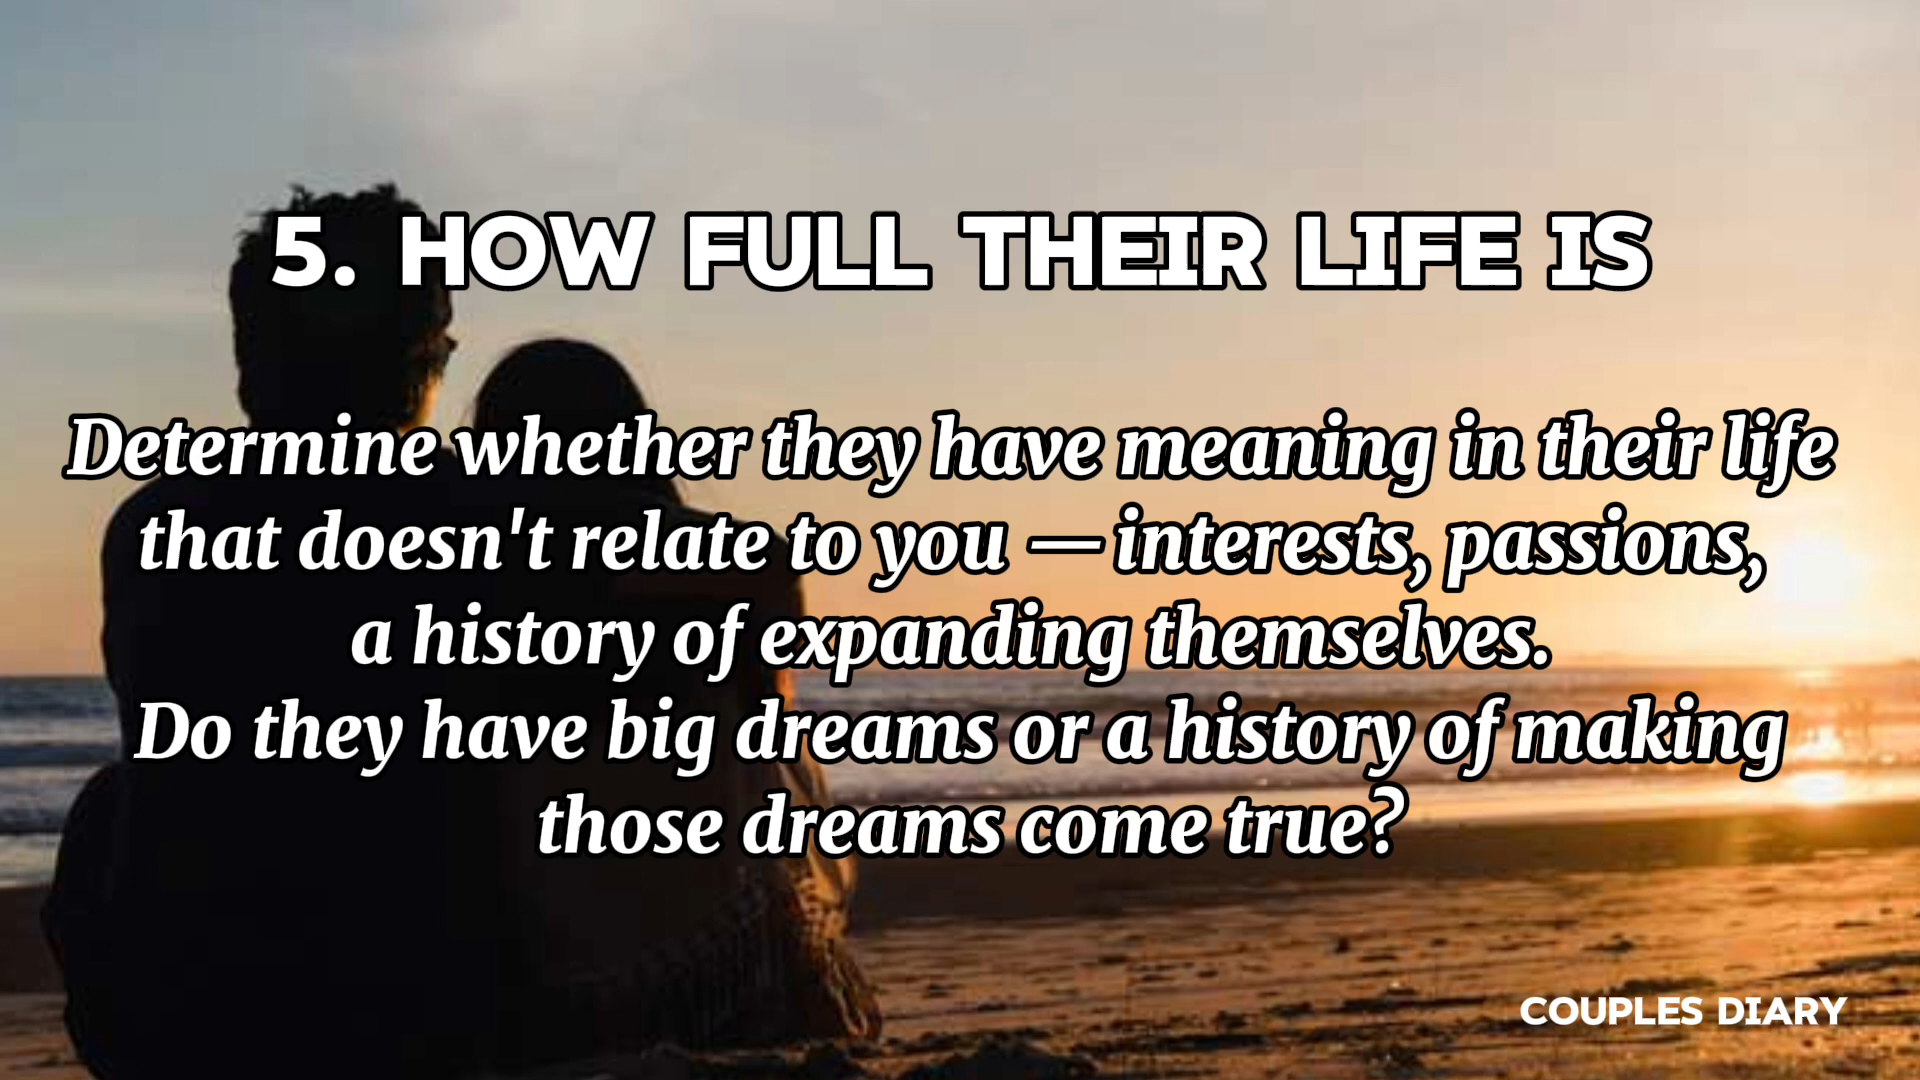 5. HOW FULL THEIR LIFE IS
Determine whether they have meaning in their life
that doesn't relate to you — interests, passions,
a history of expanding themselves.
Do they have big dreams or a history of making
those dreams come true?
COUPLES DIARY